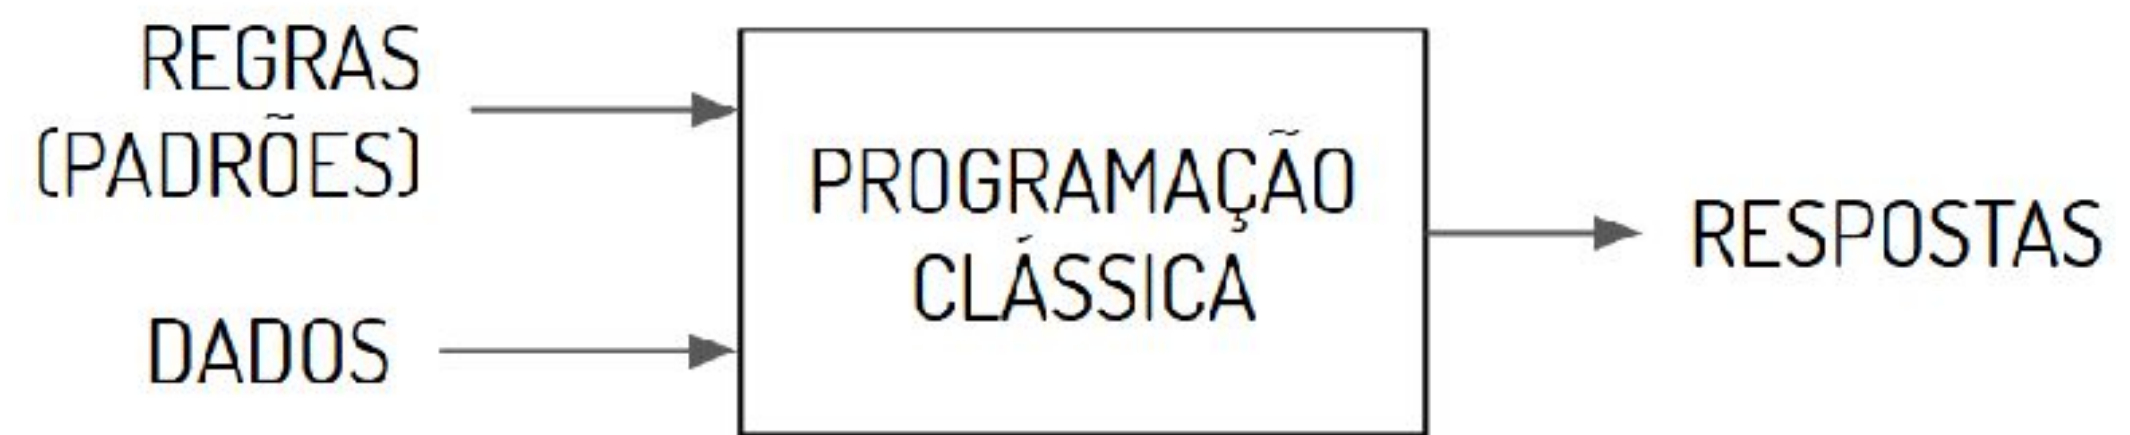 REGRAS
(PADRÕES)
DADOS
PROGRAMAÇÃO
CLÁSSICA
RESPOSTAS